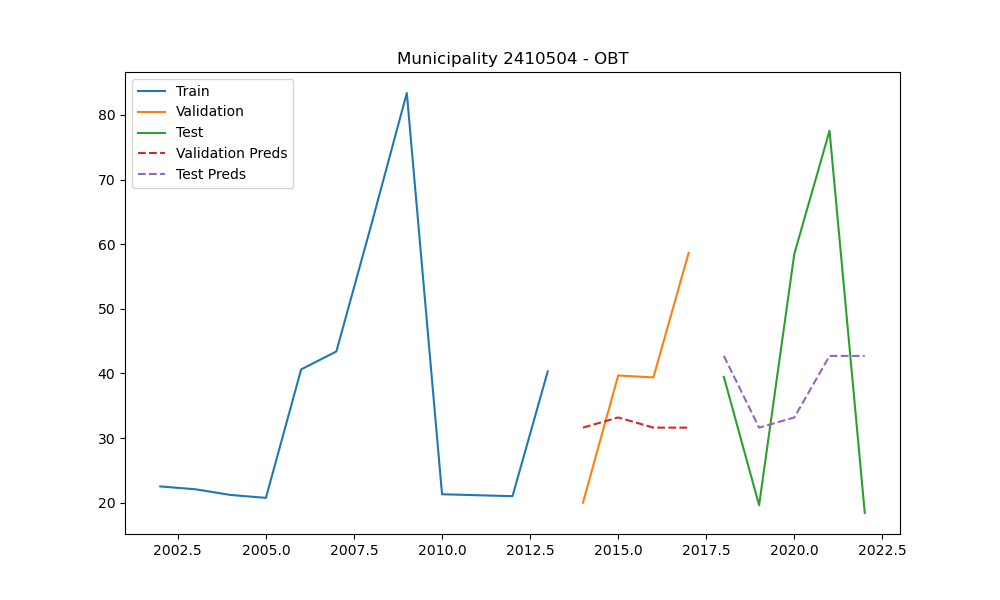 Municipality 2410504 - OBT
Train
Validation
Test
Validation Preds
Test Preds
80
70
60
50
40
30
20
2002.5 2005.0 2007.5 2010.0 2012.5 2015.0 2017.5 2020.0 2022.5